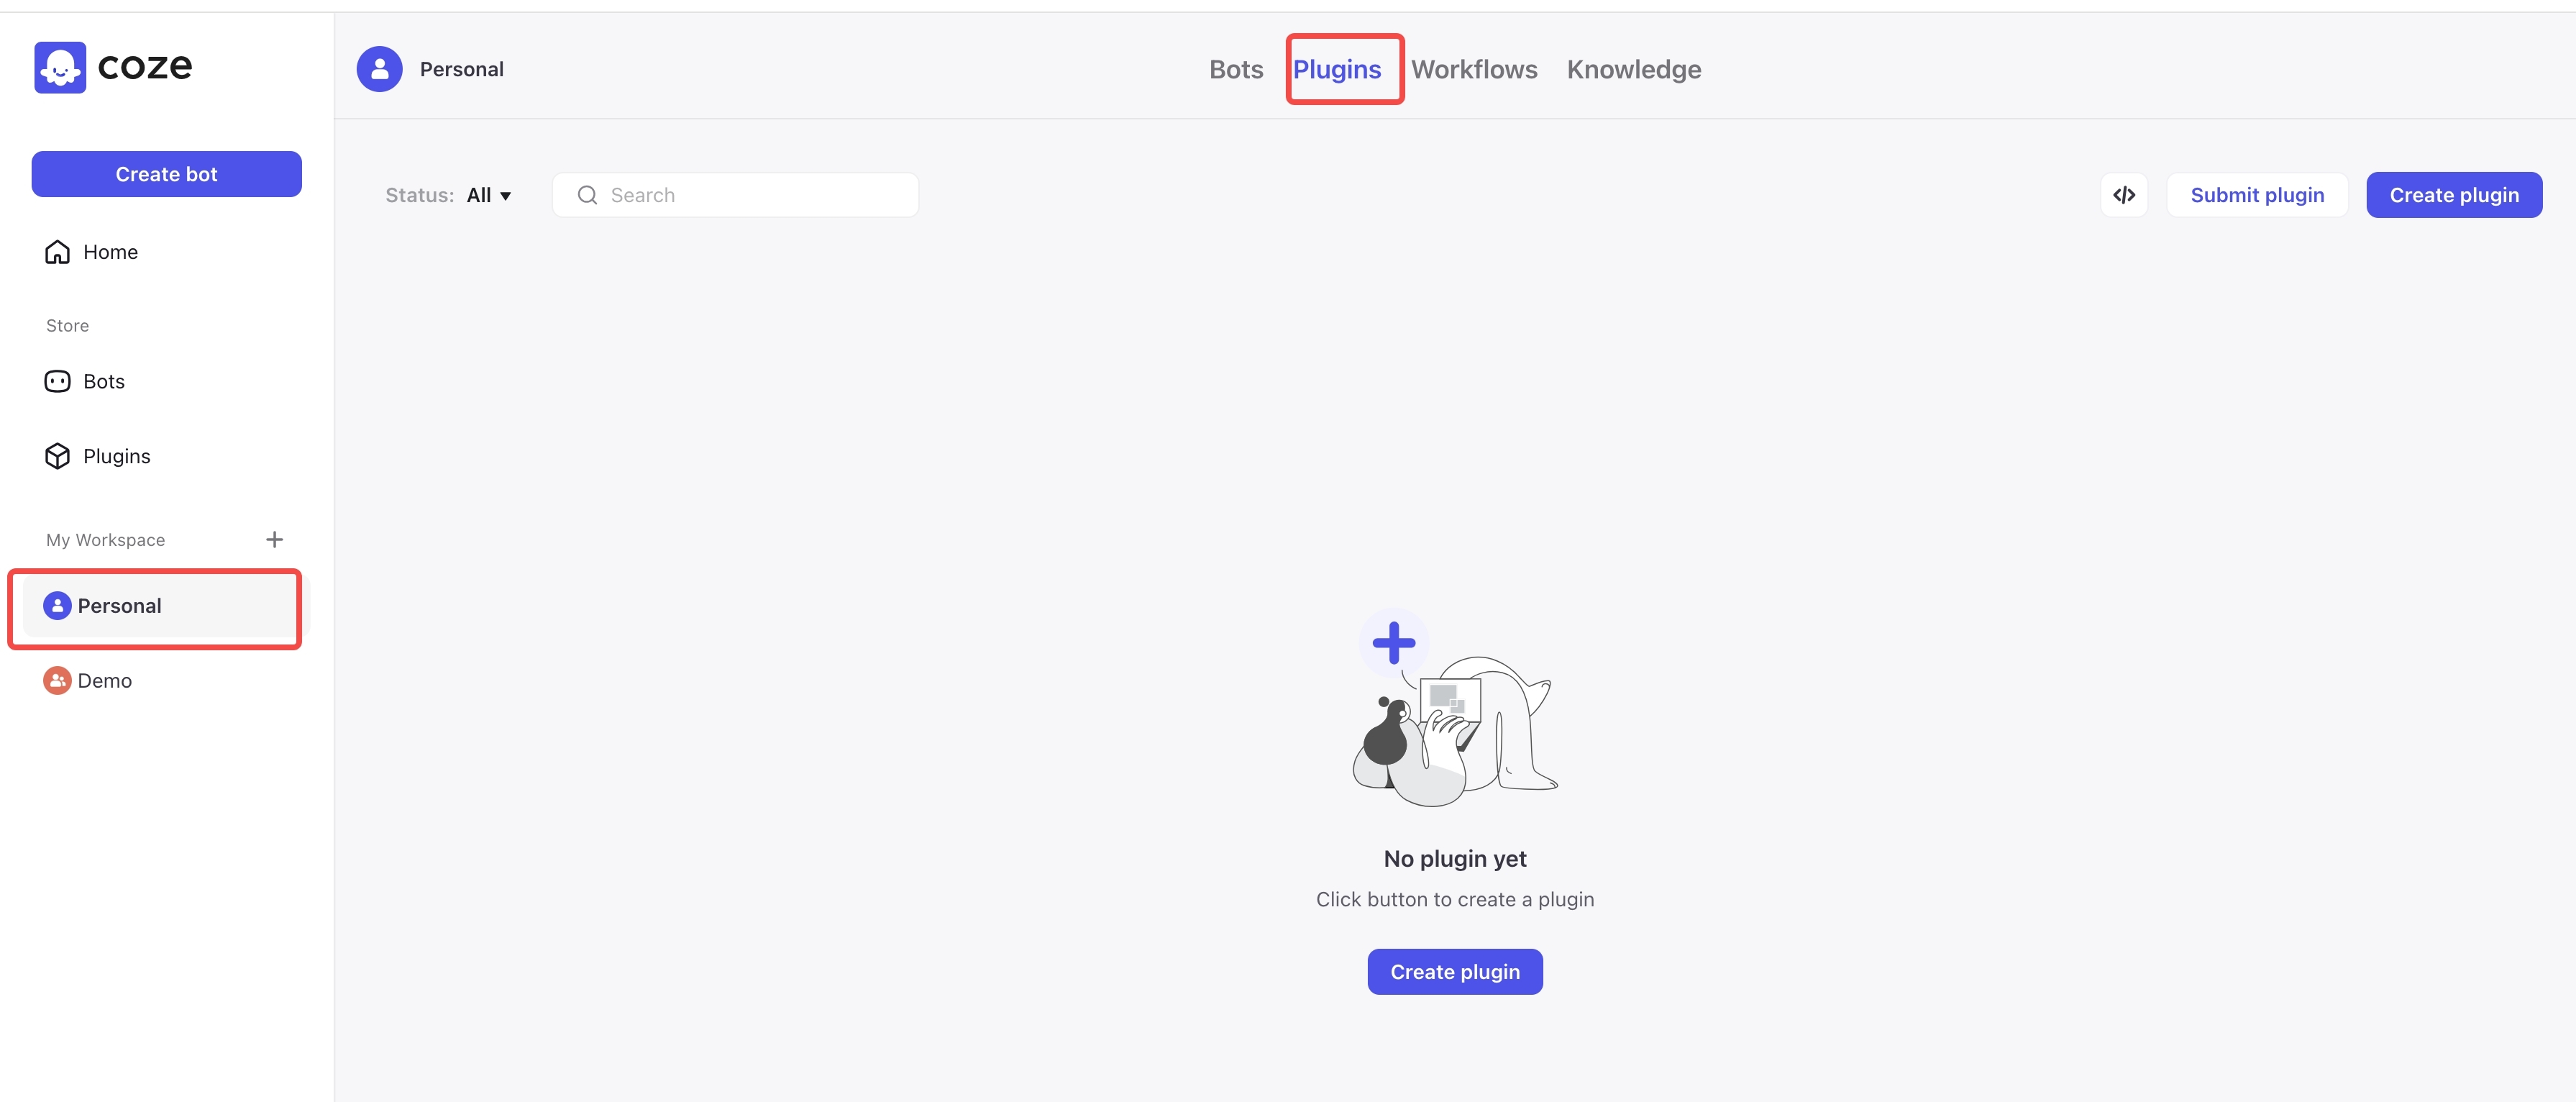 coze
Create bot
Home
Store
Bots
Plugins
My Workspace
Personal
Demo
Personal
Bots Plugins Workflows Knowledge
Status: All Search </> Submit plugin Create plugin
No plugin yet
Click button to create a plugin
Create plugin